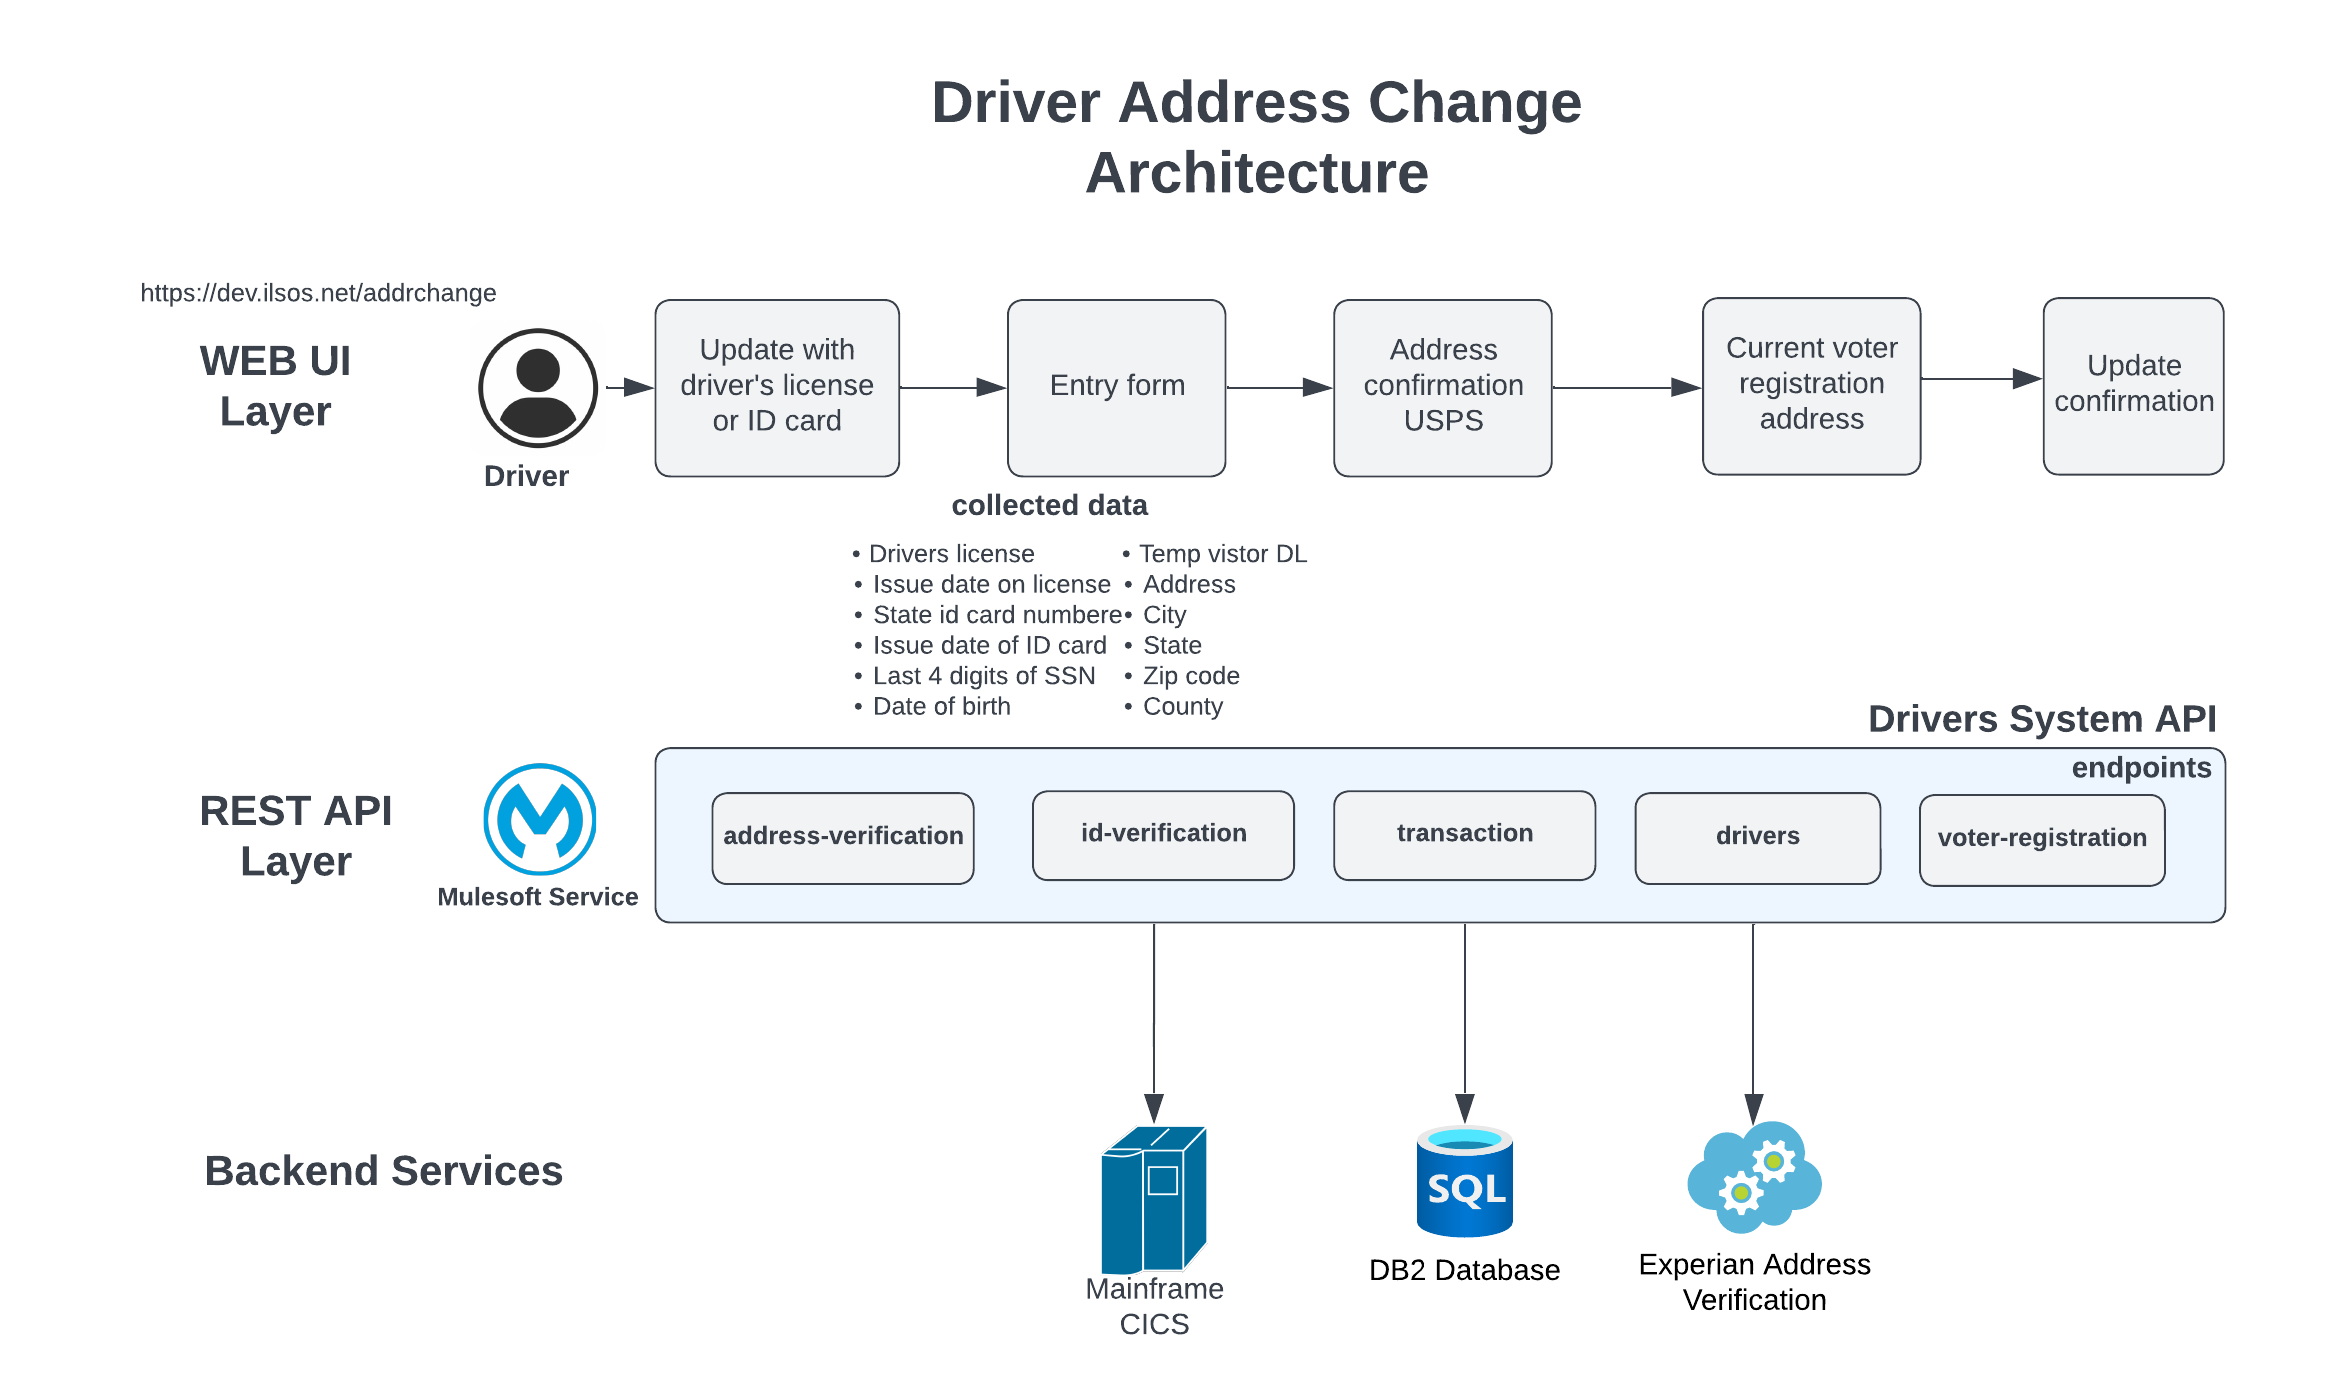 Driver Address Change
Architecture
https://dev.ilsos.net/addrchange
WEB UI
Layer
Driver
Update with
driver's license
or ID card
Entry form
Address
confirmation
USPS
Current voter
registration
address
Update
confirmation
collected data
• Drivers license
• Issue date on license
• State id card numbere
• Issue date of ID card
• Last 4 digits of SSN
• Date of birth
• Temp vistor DL
• Address
• City
• State
• Zip code
• County
Drivers System API
endpoints
REST API
Layer
Mulesoft Service
address-verification
id-verification
transaction
drivers
voter-registration
Backend Services
Mainframe
CICS
SQL
DB2 Database
Experian Address
Verification